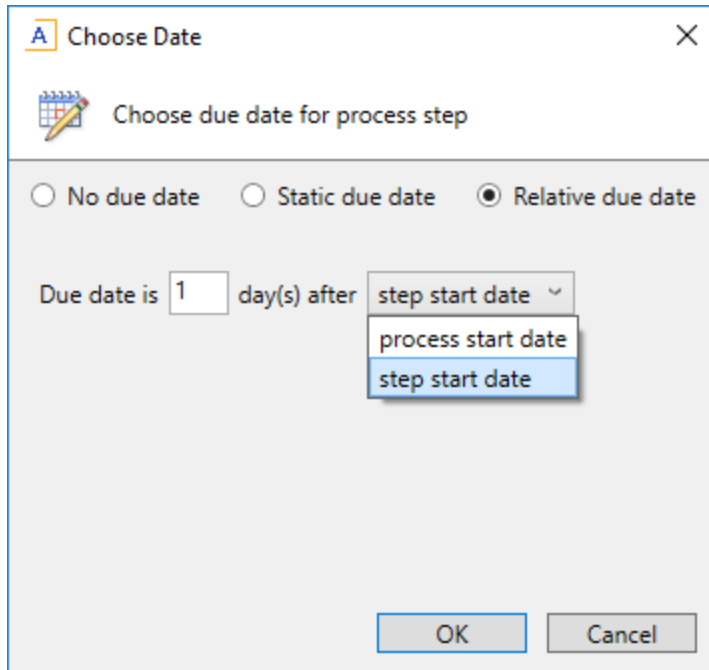 A Choose Date
Choose due date for process step
No due date Static due date Relative due date
Due date is 1 day(s) after step start date
process start date
step start date
OK Cancel